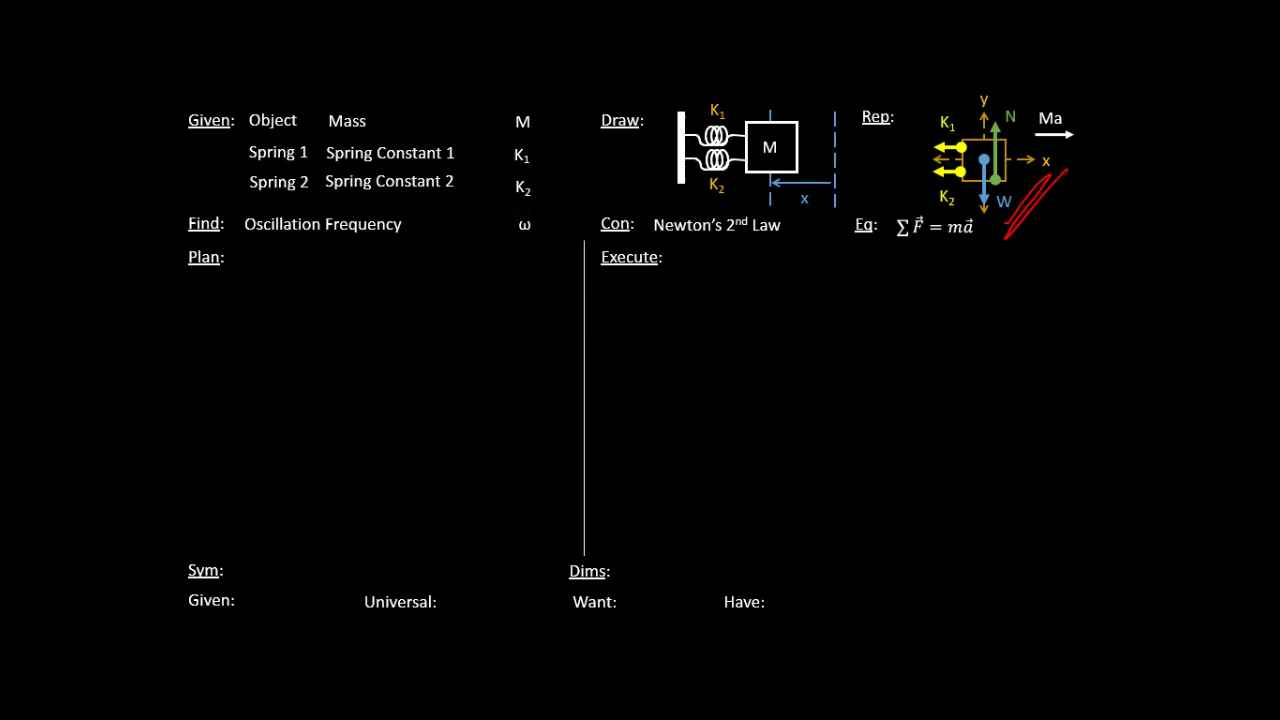 Given: Object Mass M
Spring 1 Spring Constant 1 K₁
Spring 2 Spring Constant 2 K₂
Find: Oscillation Frequency ω
Draw:
K₁
M
K₂
x
Rep:
y
N
K₁
Ma
x
K₂
W
Con: Newton's 2ⁿᵈ Law
Eq: ∑F⃗ = ma⃗
Plan:
Execute:
Sym:
Dims:
Given: Universal: Want: Have: